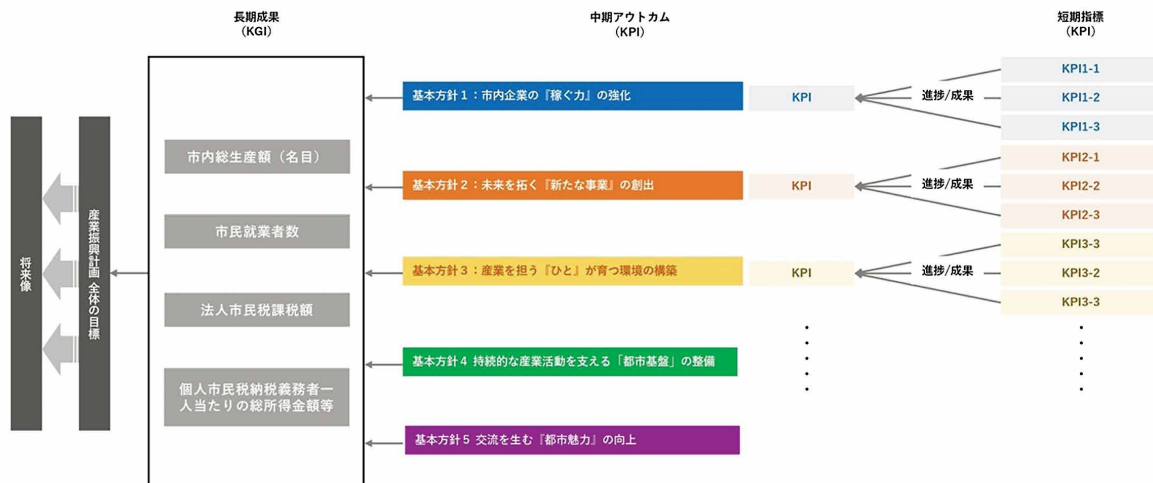 長期成果
（KGI）
中期アウトカム
（KPI）
短期指標
（KPI）
将来像
産業振興計画 全体の目標
市内総生産額（名目）
市民就業者数
法人市民税課税額
個人市民税納税義務者一
人当たりの総所得金額等
基本方針１：市内企業の『稼ぐ力』の強化
KPI
進捗/成果
KPI1-1
KPI1-2
KPI1-3
基本方針２：未来を拓く『新たな事業』の創出
KPI
進捗/成果
KPI2-1
KPI2-2
KPI2-3
基本方針３：産業を担う『ひと』が育つ環境の構築
KPI
進捗/成果
KPI3-3
KPI3-2
KPI3-3
基本方針４ 持続的な産業活動を支える「都市基盤」の整備
基本方針５ 交流を生む『都市魅力』の向上